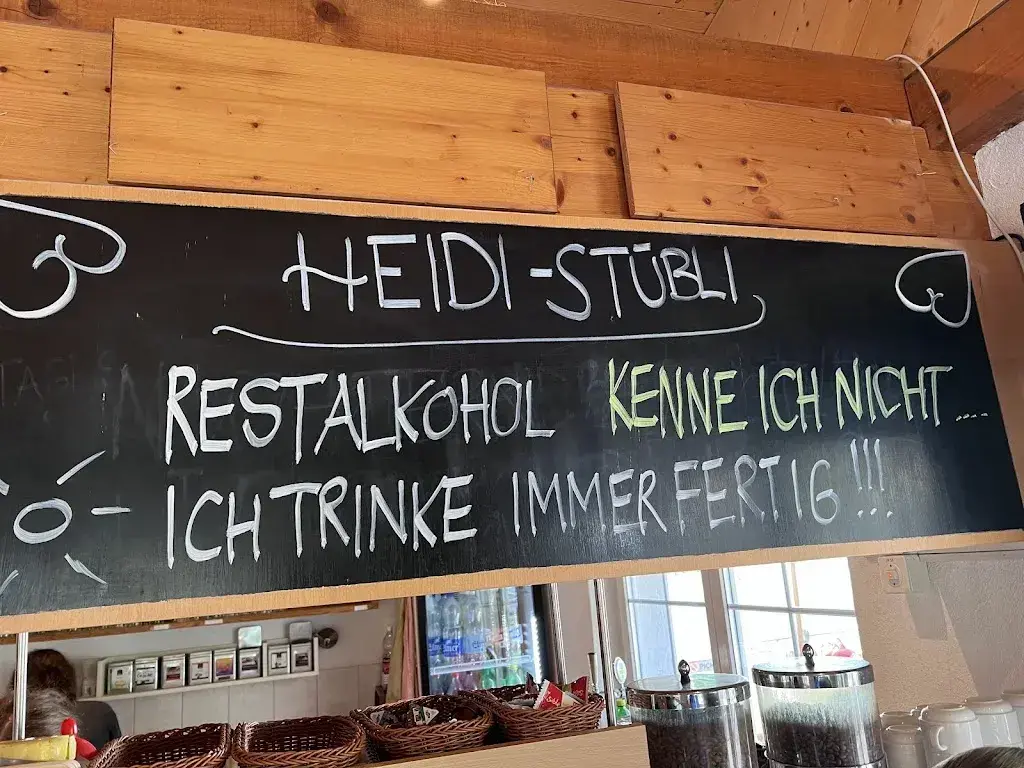 HEIDI-STÜBLI
RESTALKOHOL KENNE ICH NICHT....
ICH TRINKE IMMER FERTIG!!!